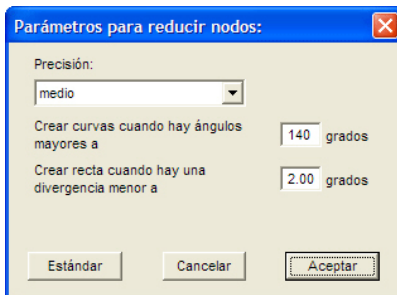 Parámetros para reducir nodos:
Precisión:
medio
Crear curvas cuando hay ángulos
mayores a
140 grados
Crear recta cuando hay una
divergencia menor a
2.00 grados
Estándar Cancelar Aceptar